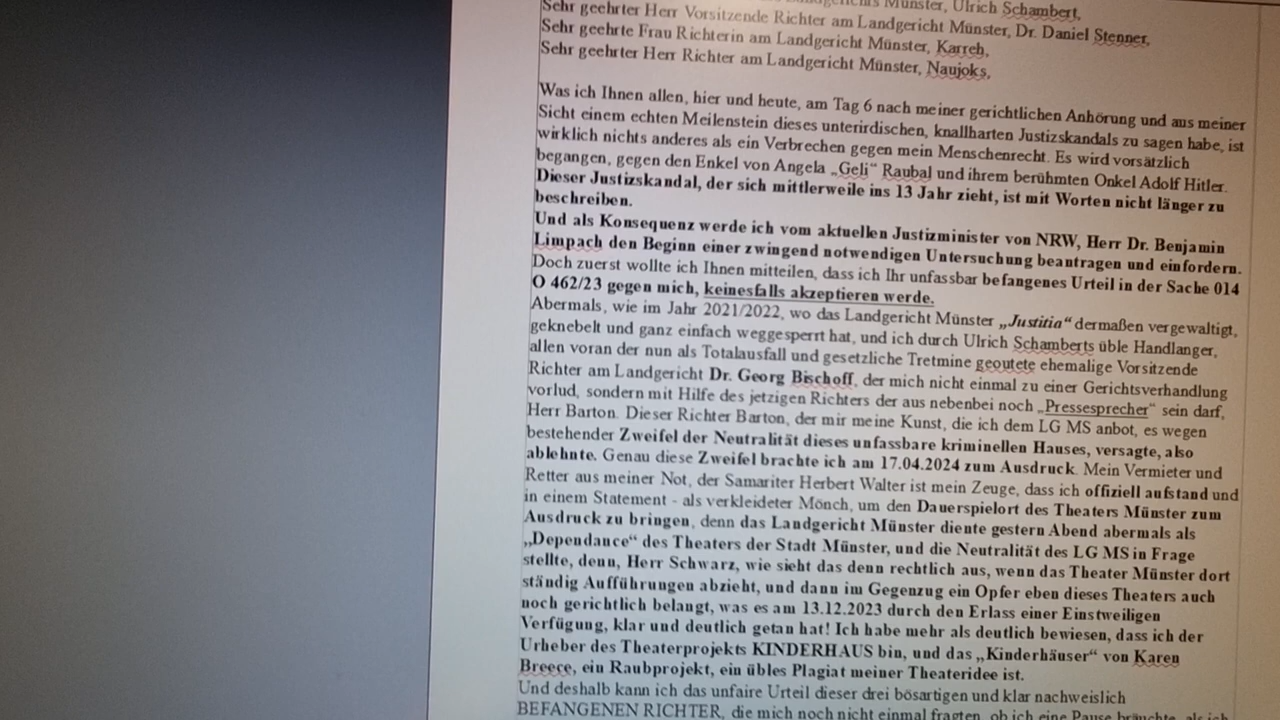 Münster, Ulrich Schambert,
Sehr geehrter Herr Vorsitzende Richter am Landgericht Münster, Dr. Daniel Stenner,
Sehr geehrte Frau Richterin am Landgericht Münster, Karreh,
Sehr geehrter Herr Richter am Landgericht Münster, Naujoks,
Was ich Ihnen allen, hier und heute, am Tag 6 nach meiner gerichtlichen Anhörung und aus meiner
Sicht einem echten Meilenstein dieses unterirdischen, knallharten Justizskandals zu sagen habe, ist
wirklich nichts anderes als ein Verbrechen gegen mein Menschenrecht. Es wird vorsätzlich
begangen, gegen den Enkel von Angela „Geli“ Raubal und ihrem berühmten Onkel Adolf Hitler.
Dieser Justizskandal, der sich mittlerweile ins 13 Jahr zieht, ist mit Worten nicht länger zu
beschreiben.
Und als Konsequenz werde ich vom aktuellen Justizminister von NRW, Herr Dr. Benjamin
Limpach den Beginn einer zwingend notwendigen Untersuchung beantragen und einfordern.
Doch zuerst wollte ich Ihnen mitteilen, dass ich Ihr unfassbar befangenes Urteil in der Sache 014
O 462/23 gegen mich, keinesfalls akzeptieren werde.
Abermals, wie im Jahr 2021/2022, wo das Landgericht Münster „Justitia“ dermaßen vergewaltigt,
geknebelt und ganz einfach weggesperrt hat, und ich durch Ulrich Schamberts üble Handlanger,
allen voran der nun als Totalausfall und gesetzliche Tretmine geoutete ehemalige Vorsitzende
Richter am Landgericht Dr. Georg Bischoff, der mich nicht einmal zu einer Gerichtsverhandlung
vorlud, sondern mit Hilfe des jetzigen Richters der aus nebenbei noch „Pressesprecher“ sein darf,
Herr Barton. Dieser Richter Barton, der mir meine Kunst, die ich dem LG MS anbot, es wegen
bestehender Zweifel der Neutralität dieses unfassbare kriminellen Hauses, versagte, also
ablehnte. Genau diese Zweifel brachte ich am 17.04.2024 zum Ausdruck. Mein Vermieter und
Retter aus meiner Not, der Samariter Herbert Walter ist mein Zeuge, dass ich offiziell aufstand und
in einem Statement - als verkleideter Mönch, um den Dauerspielort des Theaters Münster zum
Ausdruck zu bringen, denn das Landgericht Münster diente gestern Abend abermals als
„Dependance“ des Theaters der Stadt Münster, und die Neutralität des LG MS in Frage
stellte, denn, Herr Schwarz, wie sieht das denn rechtlich aus, wenn das Theater Münster dort
ständig Aufführungen abzieht, und dann im Gegenzug ein Opfer eben dieses Theaters auch
noch gerichtlich belangt, was es am 13.12.2023 durch den Erlass einer Einstweiligen
Verfügung, klar und deutlich getan hat! Ich habe mehr als deutlich bewiesen, dass ich der
Urheber des Theaterprojekts KINDERHAUS bin, und das „Kinderhäuser“ von Karen
Breece, ein Raubprojekt, ein übles Plagiat meiner Theateridee ist.
Und deshalb kann ich das unfaire Urteil dieser drei bösartigen und klar nachweislich
BEFANGENEN RICHTER, die mich noch nicht einmal fragten, ob ich eine Pause bräuchte, als ich